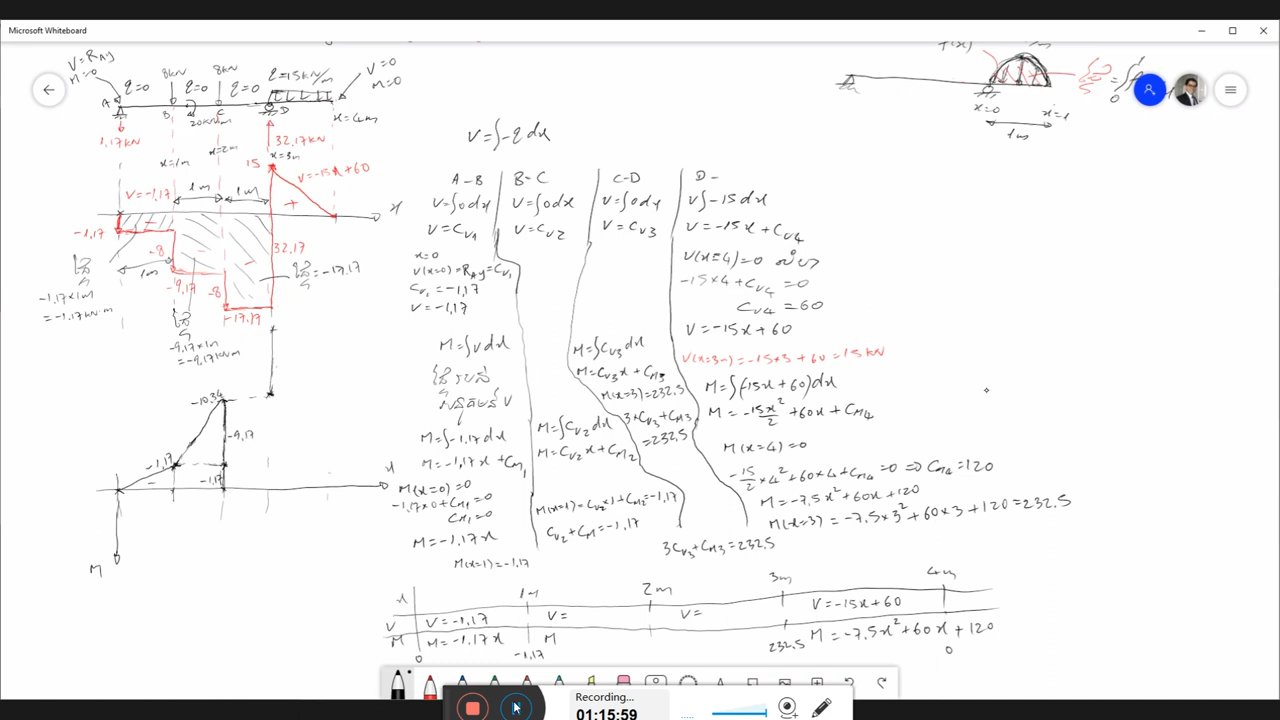 Microsoft Whiteboard
V=RAy
M=0
q=0
8kN
q=0
8kN
q=0
q=15kN/m
V=0
M=0
A
B
C
D
20kNm
x=4m
1,17kN
32,17kN
x=1m
x=2m
x=3m
15
V=-15x+60
V=-1,17
1m
1m
x
-1,17
-8
-9,17
-8
-17,17
32,17
+
1m
-1,17×1m
=-1,17kN·m
-9,17×1m
=-9,17kN·m
=-17,17
-10,34
-9,17
-1,17
-1,17
x
M
x=0
x=1
1m
V=∫-q dx
A-B
V=∫0dx
V=CV1
x=0
V(x=0)=RAy=CV1
CV1=-1,17
V=-1,17
M=∫Vdx
M=∫-1,17dx
M=-1,17x+CM1
M(x=0)=0
-1,17×0+CM1=0
CM1=0
M=-1,17x
M(x=1)=-1,17
B-C
V=∫0dx
V=CV2
M=∫CV2dx
M=CV2x+CM2
M(x=1)=CV2×1+CM2=-1,17
CV2+CM=-1,17
C-D
V=∫0dx
V=CV3
M=∫CV3dx
M=CV3x+CM3
M(x=3)=232,5
3×CV3+CM3
=232,5
3CV3+CM3=232,5
D-
V∫-15dx
V=-15x+CV4
V(x=4)=0
-15×4+CV4=0
CV4=60
V=-15x+60
V(x=3m)=-15×3+60=15kN
M=∫(-15x+60)dx
M=-15x²/2+60x+CM4
M(x=4)=0
-15/2×4²+60×4+CM4=0⇒CM4=120
M=-7,5x²+60x+120
M(x=3)=-7,5×3²+60×3+120=232,5
x
1m
2m
3m
4m
V
V=-1,17
V=
V=
V=-15x+60
M
M=-1,17x
M
232,5
M=-7,5x²+60x+120
0
-1,17
0
Recording...
01:15:59